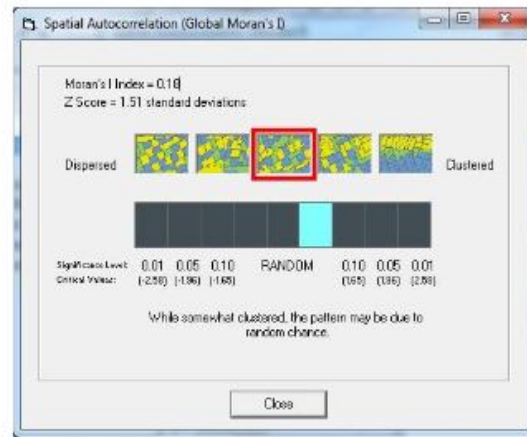 Spatial Autocorrelation (Global Moran's I)
Moran's I Index = 0.16
Z Score = 1.51 standard deviations
Dispersed Clustered
Significance Level: 0.01 0.05 0.10 RANDOM 0.10 0.05 0.01
Critical Values: (-2.58) (-1.96) (-1.65) (1.65) (1.96) (2.58)
While somewhat clustered, the pattern may be due to
random chance.
Close